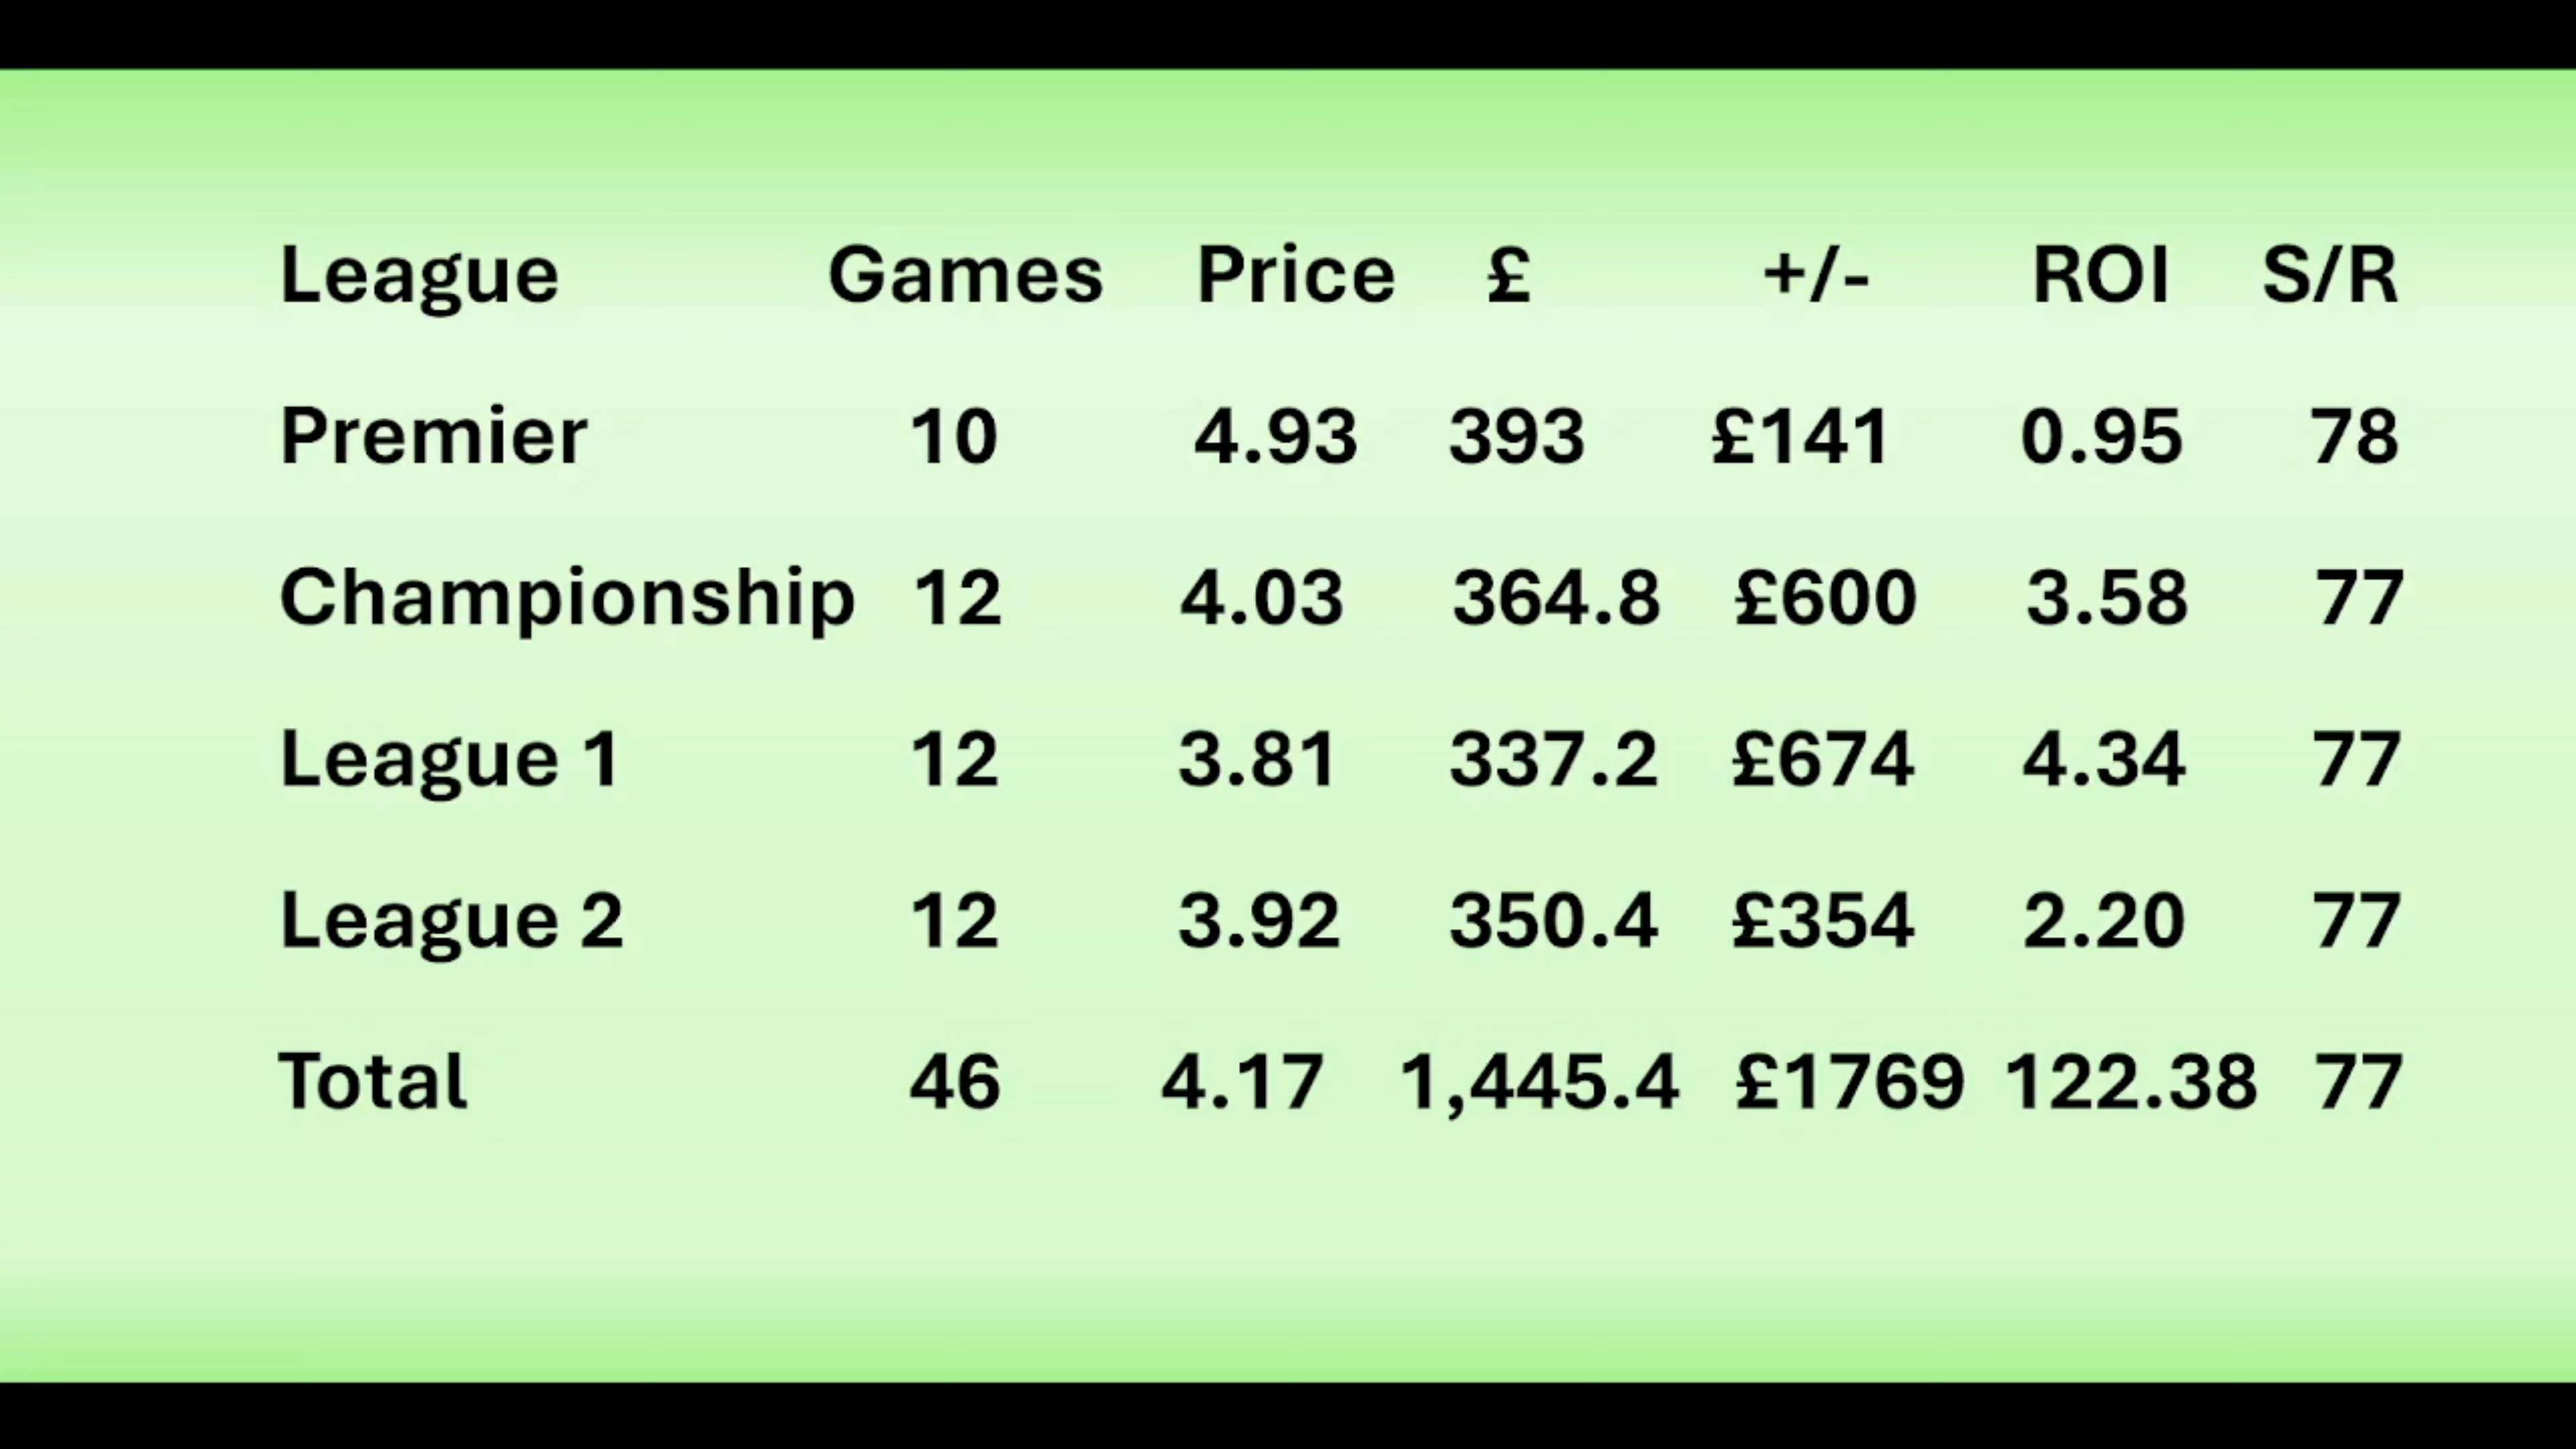 League Games Price £ +/- ROI S/R
Premier 10 4.93 393 £141 0.95 78
Championship 12 4.03 364.8 £600 3.58 77
League 1 12 3.81 337.2 £674 4.34 77
League 2 12 3.92 350.4 £354 2.20 77
Total 46 4.17 1,445.4 £1769 122.38 77